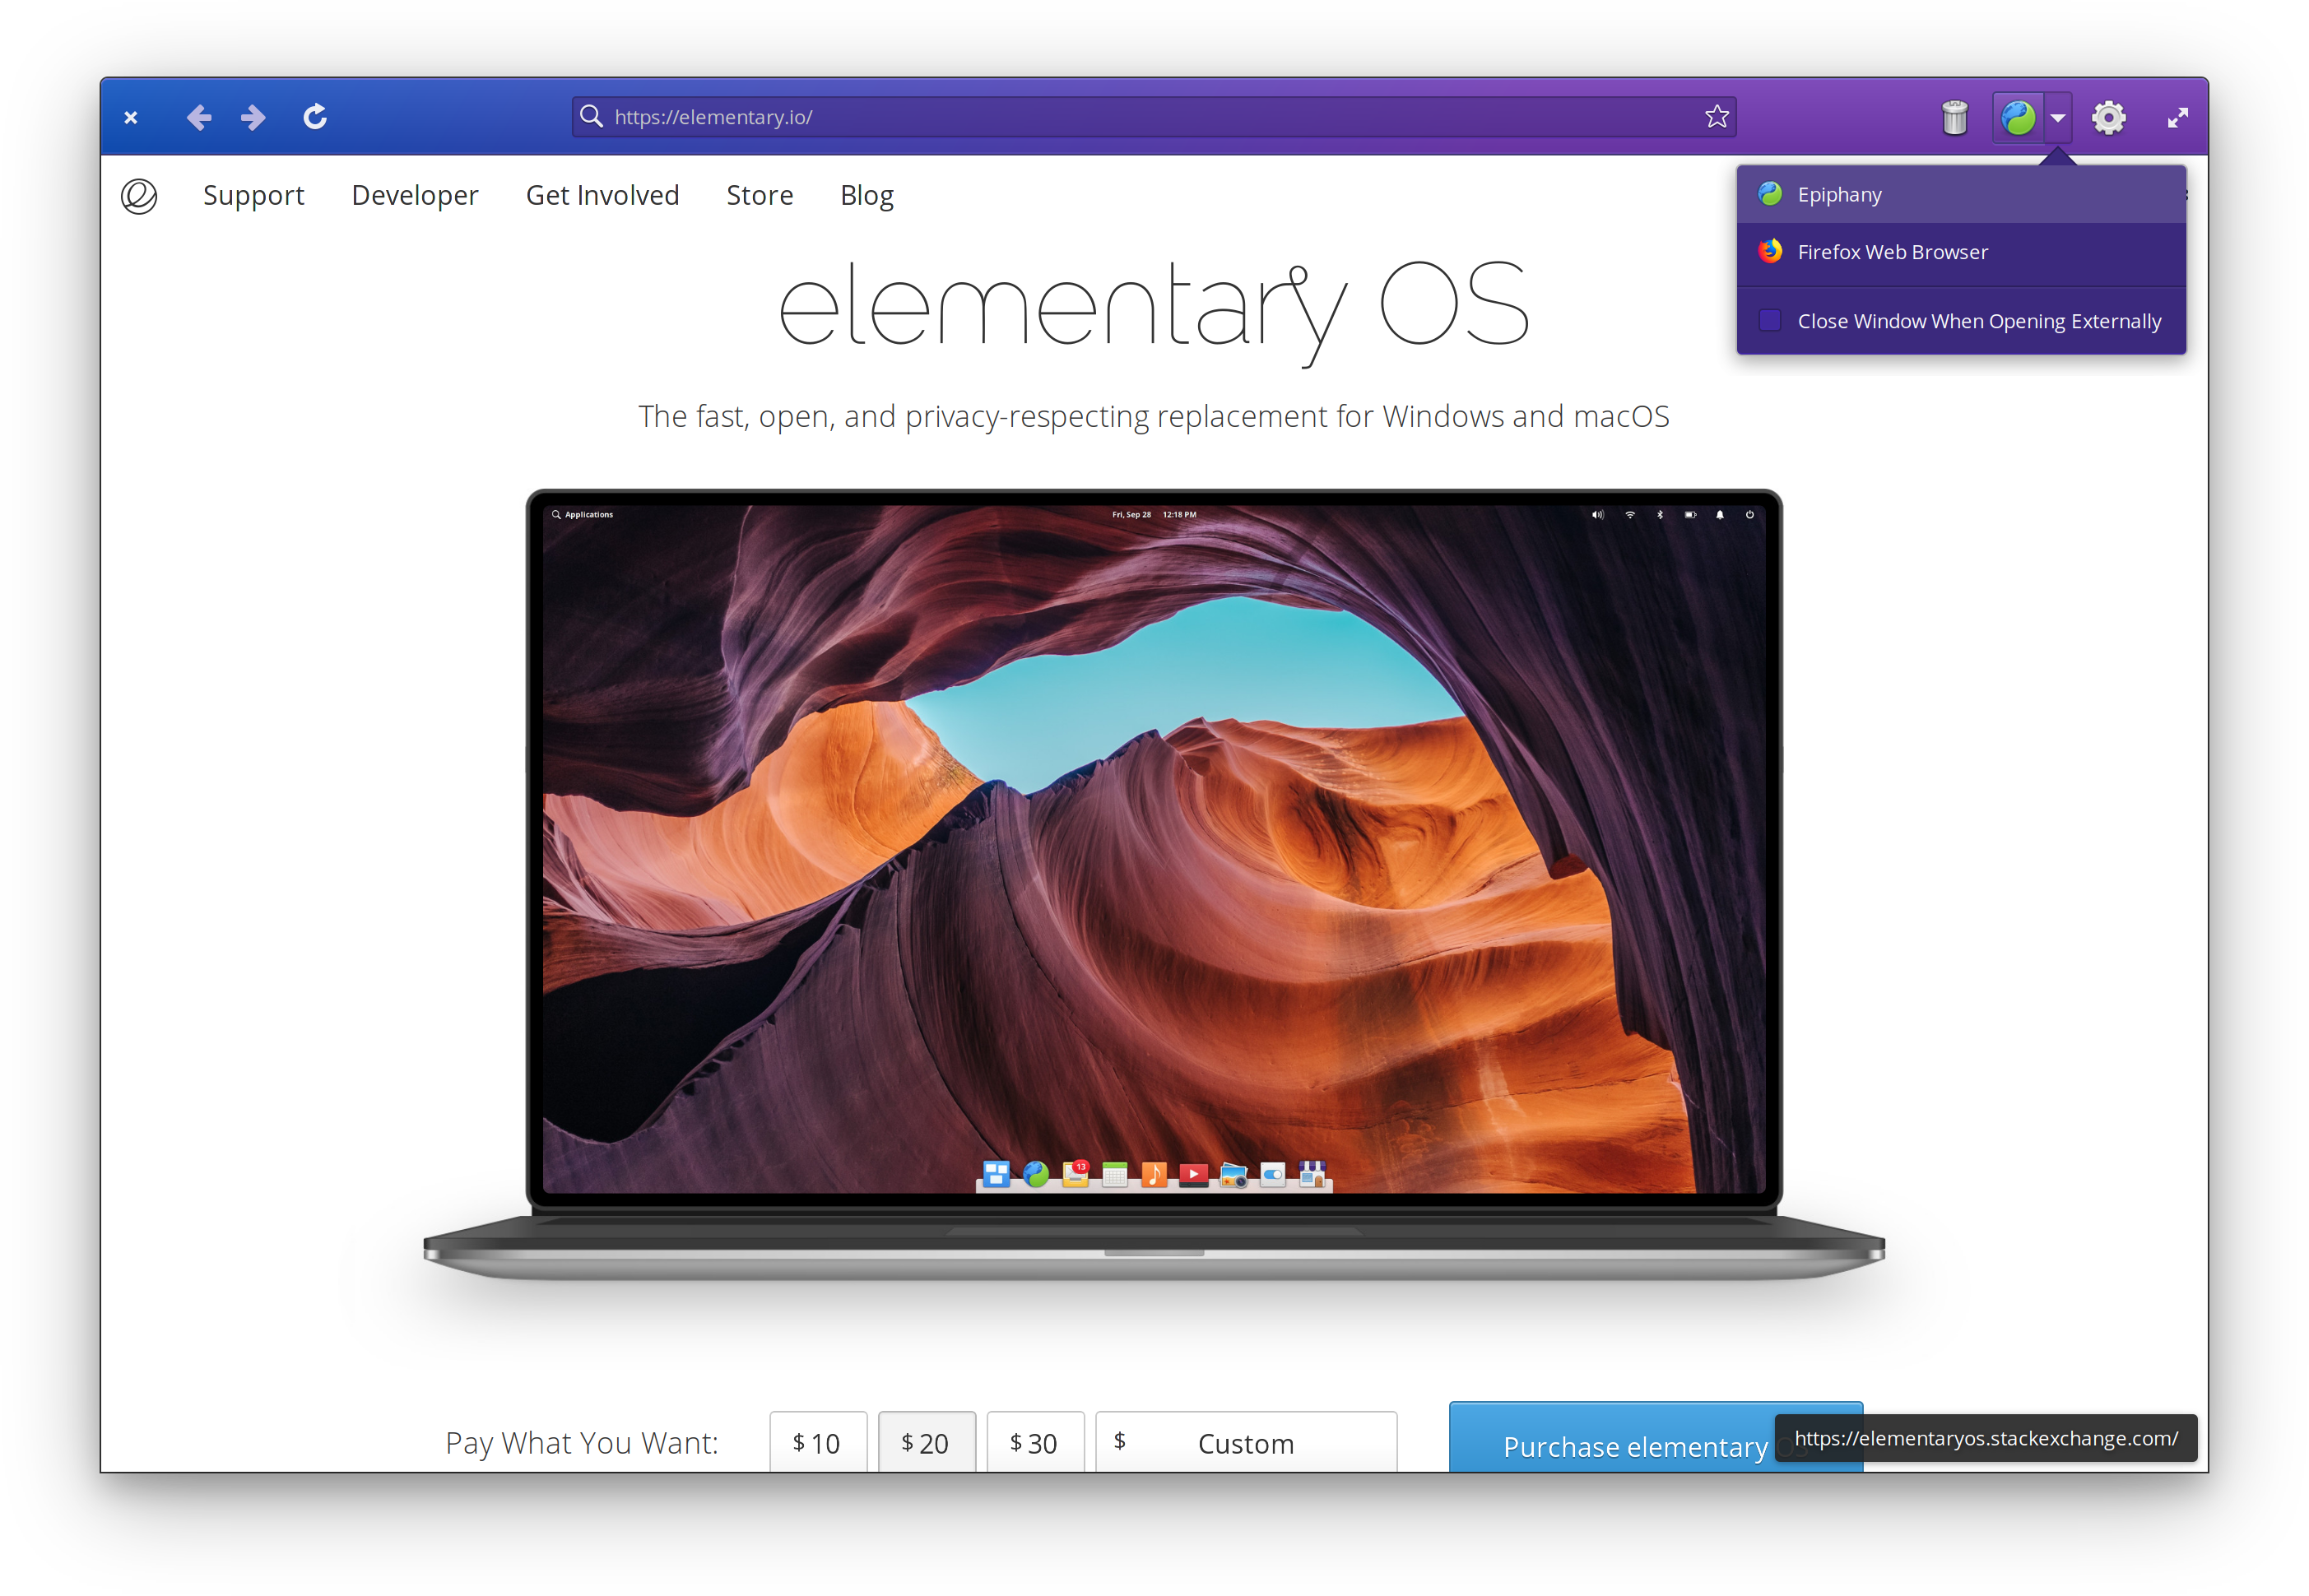 https://elementary.io/
Support Developer Get Involved Store Blog
Epiphany
Firefox Web Browser
Close Window When Opening Externally
elementary OS
The fast, open, and privacy-respecting replacement for Windows and macOS
Applications Fri, Sep 28 12:18 PM
13
Pay What You Want: $ 10 $ 20 $ 30 $ Custom Purchase elementary OS
https://elementaryos.stackexchange.com/